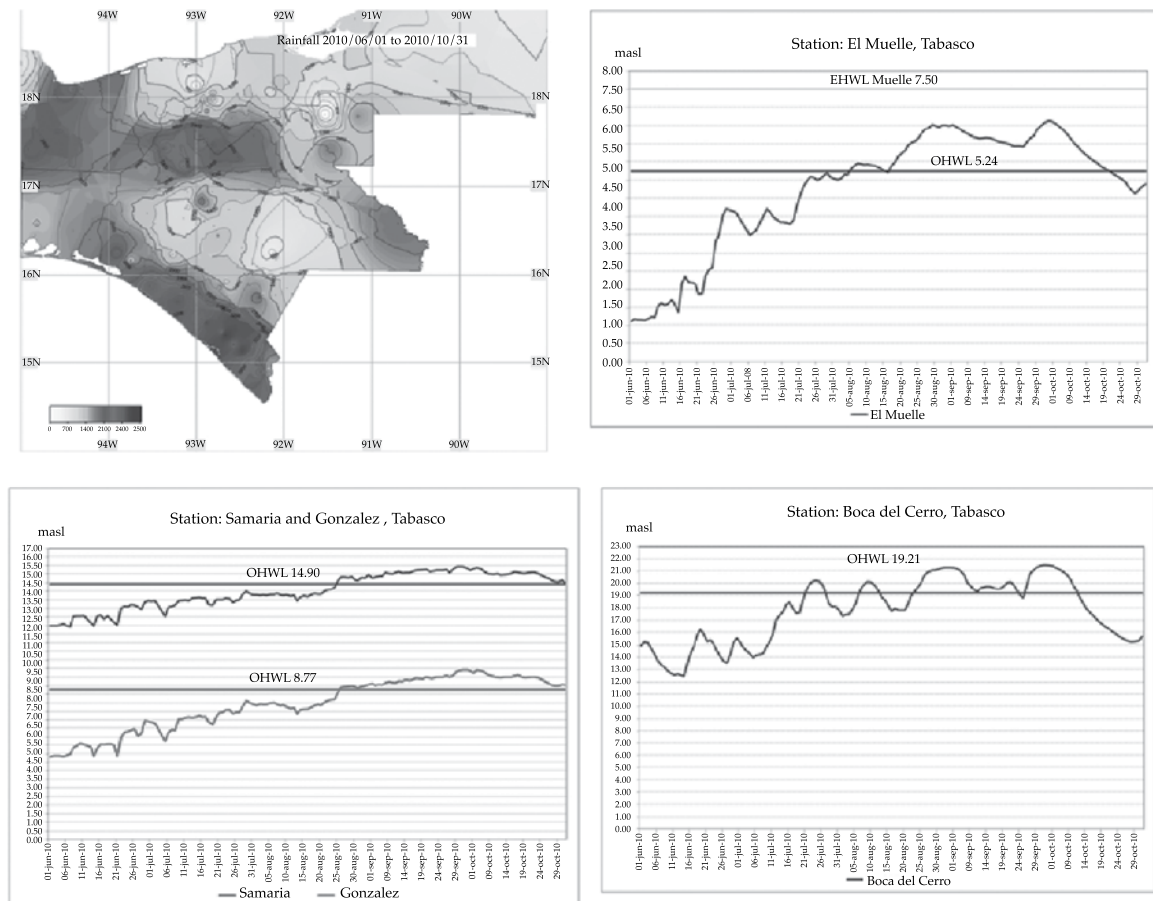 94W
93W
92W
91W
90W
Rainfall 2010/06/01 to 2010/10/31
18N
18N
17N
17N
16N
16N
15N
15N
0 700 1400 2100 2500
94W
93W
92W
91W
90W
Station: El Muelle, Tabasco
masl
EHWL Muelle 7.50
OHWL 5.24
8.00
7.50
6.50
6.00
5.50
5.00
4.50
3.50
3.00
2.00
1.50
1.00
0.50
0.00
01-jun-10
06-jun-10
11-jun-10
16-jun-10
21-jun-10
26-jun-10
01-jul-10
06-jul-08
11-jul-10
16-jul-10
21-jul-10
26-jul-10
31-jul-10
05-aug-10
10-aug-10
15-aug-10
20-aug-10
25-aug-10
30-aug-10
01-sep-10
09-sep-10
14-sep-10
19-sep-10
24-sep-10
29-sep-10
01-oct-10
09-oct-10
14-oct-10
19-oct-10
24-oct-10
29-oct-10
El Muelle
Station: Samaria and Gonzalez , Tabasco
masl
OHWL 14.90
OHWL 8.77
17.00
16.00
15.50
15.00
14.50
14.00
13.50
13.00
12.50
12.00
11.50
11.00
10.50
10.00
9.50
9.00
8.50
8.00
7.50
7.00
6.50
6.00
5.50
5.00
4.50
4.00
3.50
3.00
2.50
2.00
1.50
1.00
0.50
0.00
01-jun-10
06-jun-10
11-jun-10
16-jun-10
21-jun-10
26-jun-10
01-jul-10
06-jul-10
11-jul-10
16-jul-10
21-jul-10
26-jul-10
31-jul-10
05-aug-10
10-aug-10
15-aug-10
20-aug-10
25-aug-10
30-aug-10
01-sep-10
09-sep-10
14-sep-10
19-sep-10
24-sep-10
29-sep-10
01-oct-10
09-oct-10
14-oct-10
19-oct-10
24-oct-10
29-oct-10
Samaria Gonzalez
Station: Boca del Cerro, Tabasco
masl
OHWL 19.21
23.00
22.00
21.00
20.00
19.00
18.00
17.00
16.00
15.00
14.00
13.00
12.00
11.00
10.00
9.00
8.00
7.00
6.00
5.00
4.00
3.00
2.00
1.00
0.00
01-jun-10
06-jun-10
11-jun-10
16-jun-10
21-jun-10
26-jun-10
01-jul-10
06-jul-10
11-jul-10
16-jul-10
21-jul-10
26-jul-10
31-jul-10
05-aug-10
10-aug-10
15-aug-10
20-aug-10
25-aug-10
30-aug-10
01-sep-10
09-sep-10
14-sep-10
19-sep-10
24-sep-10
29-sep-10
01-oct-10
09-oct-10
14-oct-10
19-oct-10
24-oct-10
29-oct-10
Boca del Cerro